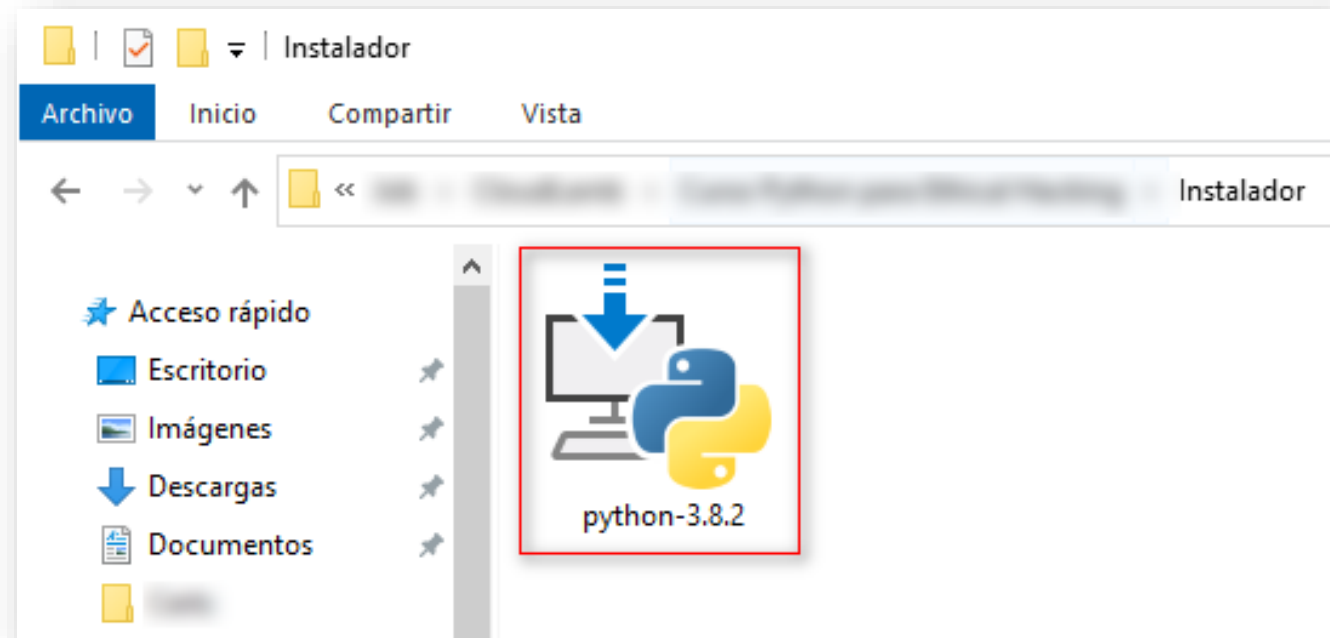 Instalador
Archivo Inicio Compartir Vista
« Instalador
Acceso rápido
Escritorio
Imágenes
Descargas
Documentos
python-3.8.2